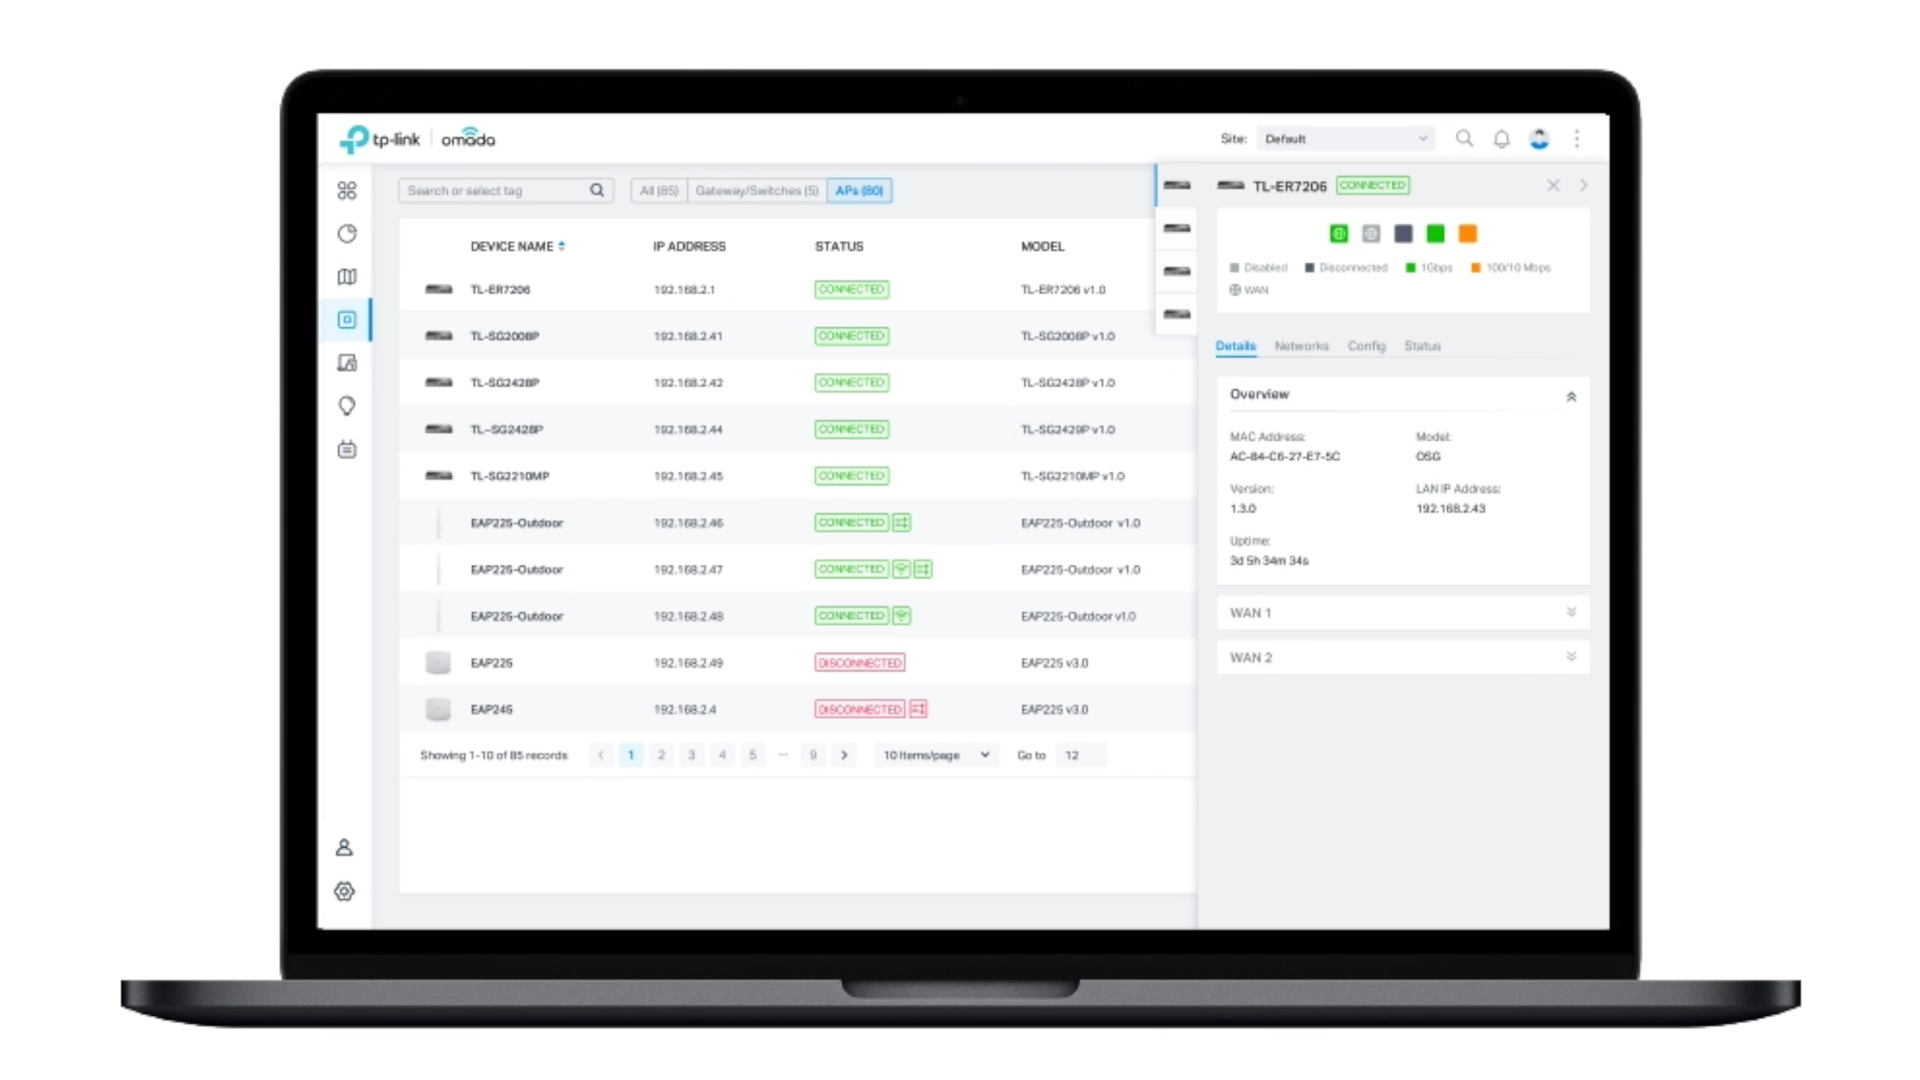 tp-link | omada
Site: Default
Search or select tag
All (85) Gateway/Switches (5) APs (80)
DEVICE NAME IP ADDRESS STATUS MODEL
TL-ER7206 192.168.2.1 CONNECTED TL-ER7206 v1.0
TL-SG2008P 192.168.2.41 CONNECTED TL-SG2008P v1.0
TL-SG2428P 192.168.2.42 CONNECTED TL-SG2428P v1.0
TL-SG2428P 192.168.2.44 CONNECTED TL-SG2429P v1.0
TL-SG2210MP 192.168.2.45 CONNECTED TL-SG2210MP v1.0
EAP225-Outdoor 192.168.2.46 CONNECTED EAP225-Outdoor v1.0
EAP225-Outdoor 192.168.2.47 CONNECTED EAP225-Outdoor v1.0
EAP225-Outdoor 192.168.2.48 CONNECTED EAP225-Outdoor v1.0
EAP225 192.168.2.49 DISCONNECTED EAP225 v3.0
EAP245 192.168.2.4 DISCONNECTED EAP225 v3.0
Showing 1-10 of 85 records < 1 2 3 4 5 ··· 9 > 10 Items/page Go to 12
TL-ER7206 CONNECTED
Disabled Disconnected 1Gbps 100/10 Mbps
WAN
Details Networks Config Status
Overview
MAC Address: Model:
AC-84-C6-27-E7-5C OSG
Version: LAN IP Address:
1.3.0 192.168.2.43
Uptime:
3d 5h 34m 34s
WAN 1
WAN 2